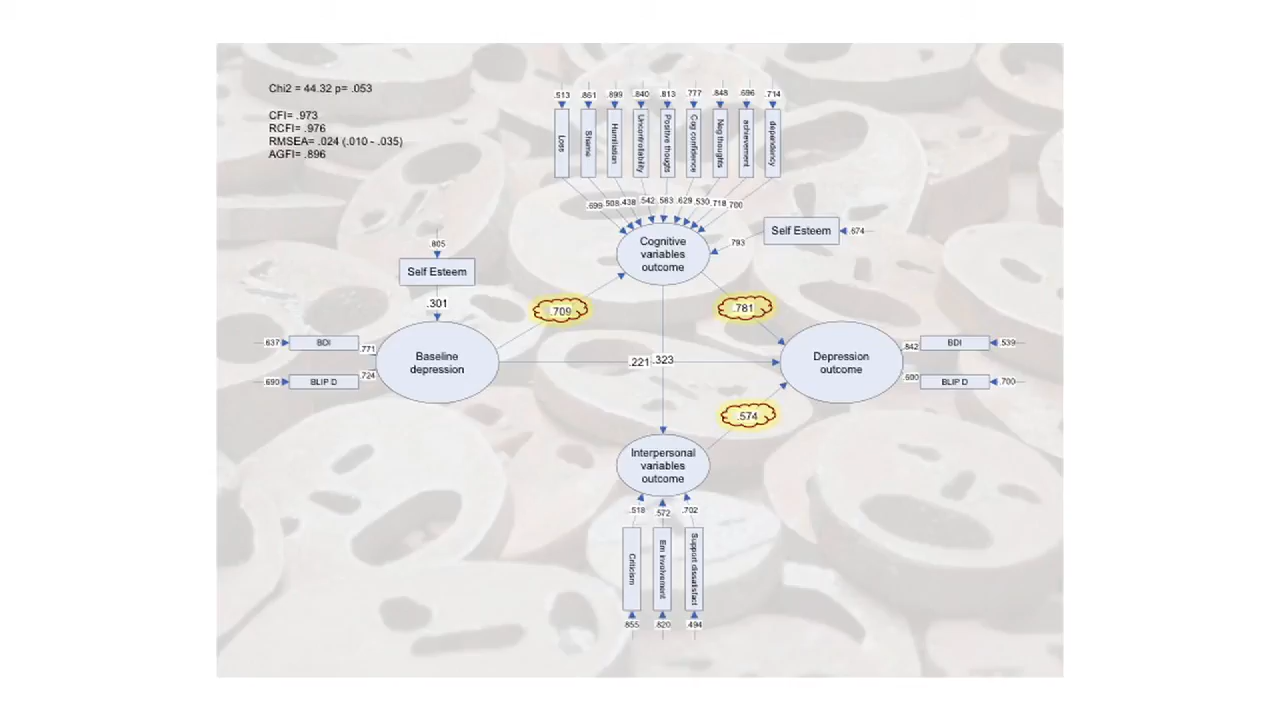 Chi2 = 44.32 p= .053
CFI= .973
RCFI= .976
RMSEA= .024 (.010 - .035)
AGFI= .896
.513 .861 .899 .840 .813 .777 .848 .696 .714
Loss
Shame
Humiliation
Uncontrollability
Positive thougts
Cog confidence
Neg thoughts
achievement
dependency
.699 .508 .438 .542 .583 .629 .530 .718 .700
Self Esteem .674
.793
Cognitive
variables
outcome
.805
Self Esteem
.301
.709
.781
.637 BDI .771
.690 BLIP D .724
Baseline
depression
.221 .323
Depression
outcome
.842 BDI .539
.690 BLIP D .700
.574
Interpersonal
variables
outcome
.518 .572 .702
Criticism
Em involvement
Support dissatisfact
.855 .820 .494